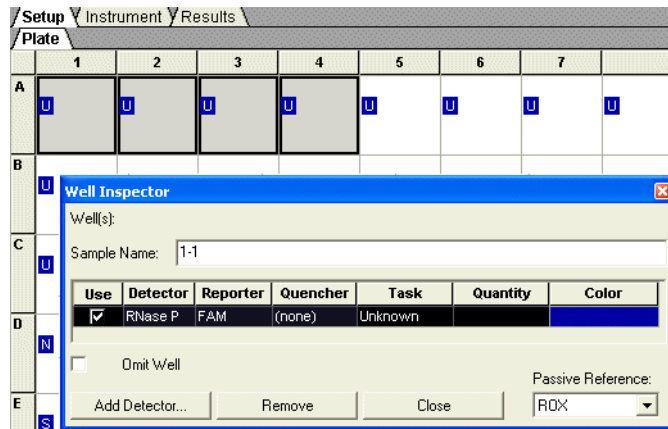 Setup Instrument Results
Plate
1 2 3 4 5 6 7
A
U U U U U U U U
B
U
Well Inspector
Well(s):
C
U
Sample Name: 1-1
Use Detector Reporter Quencher Task Quantity Color
RNase P FAM (none) Unknown
D
N
Omit Well
Passive Reference:
E
S
Add Detector... Remove Close ROX